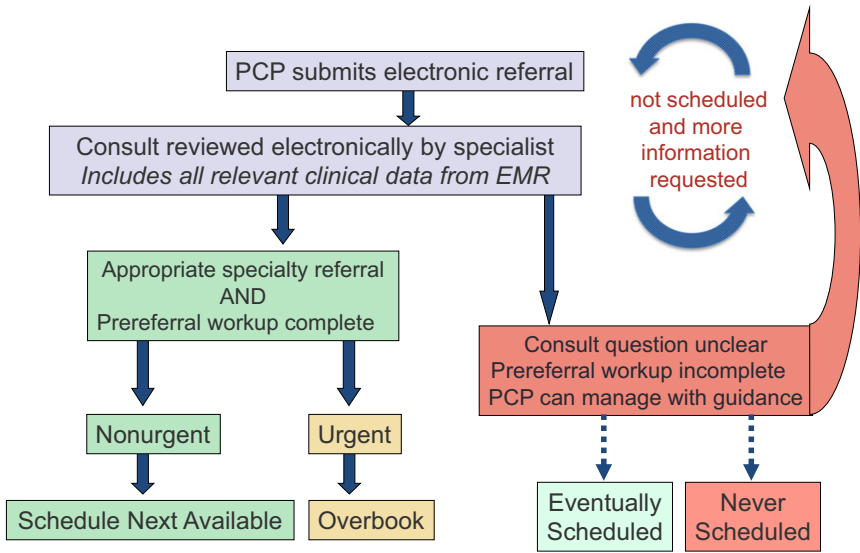 PCP submits electronic referral
not scheduled
and more
information
requested
Consult reviewed electronically by specialist
Includes all relevant clinical data from EMR
Appropriate specialty referral
AND
Prereferral workup complete
Consult question unclear
Prereferral workup incomplete
PCP can manage with guidance
Nonurgent
Urgent
Schedule Next Available
Overbook
Eventually
Scheduled
Never
Scheduled